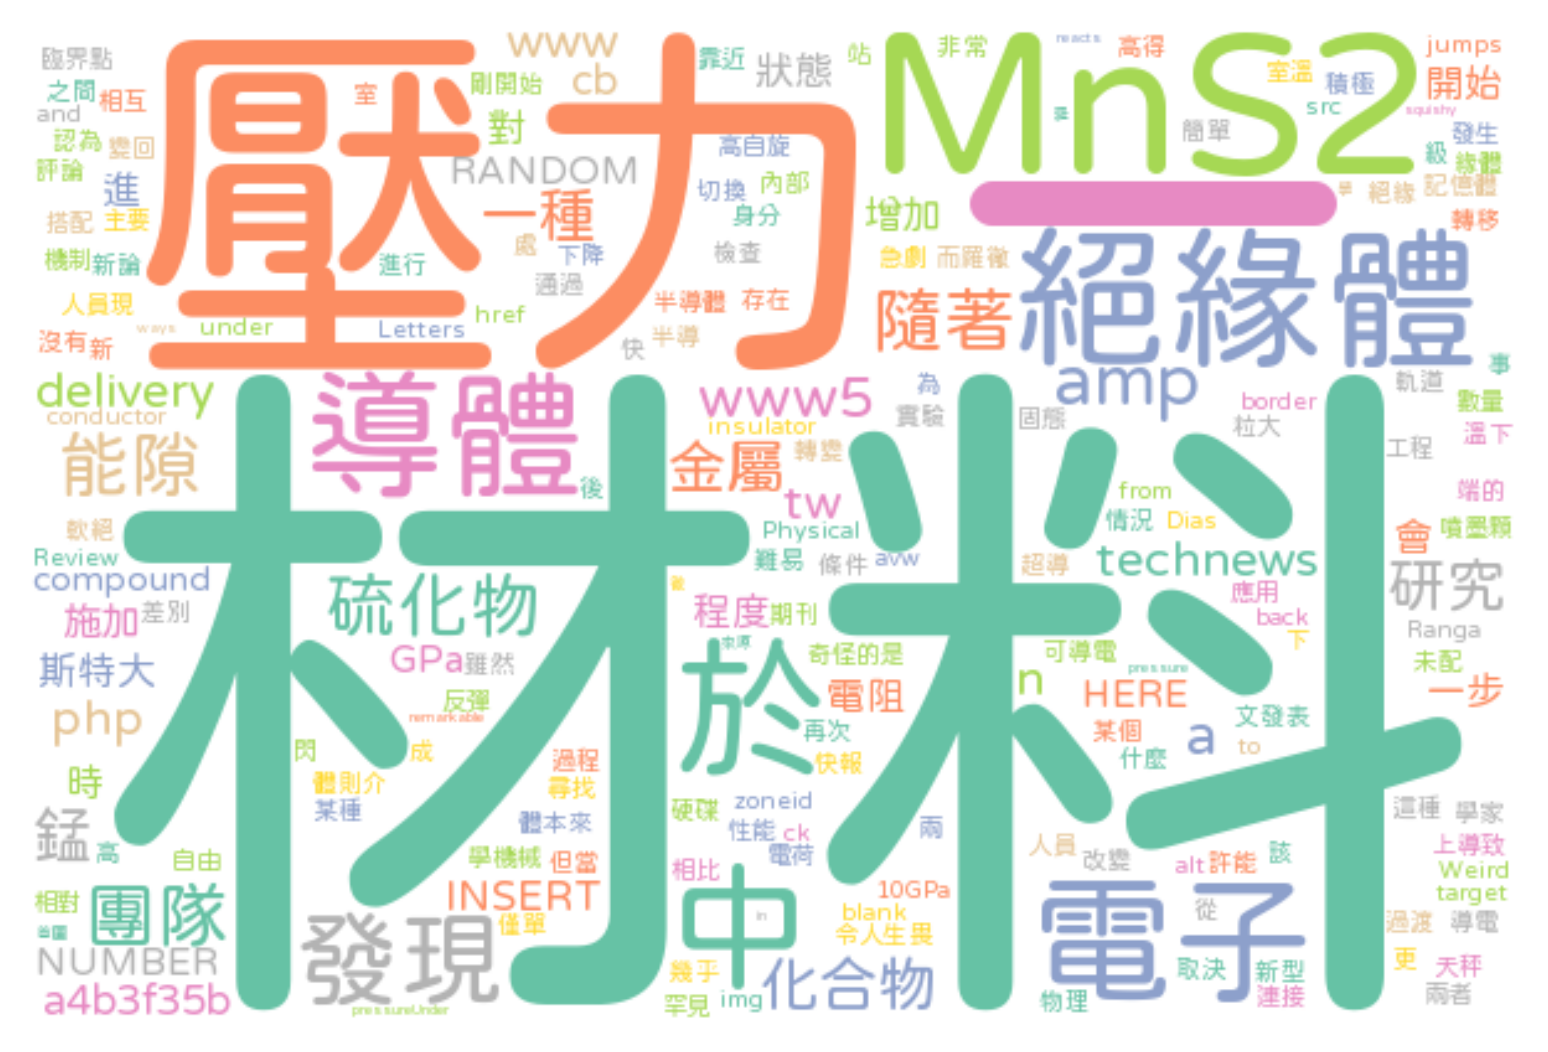 臨界點
之間
相互
and
認為
變回
評論
進
搭配
主要
機制
新論
人員現
沒有
新
ways
under
壓力
室
www
cb
剛開始
對
RANDOM
一種
處
下降
通過
進行
Letters
href
快
半導
半導體
存在
靠近
狀態
高自旋
切換
內部
身分
檢查
站
非常
reacts
高得
MnS2
室溫
積極
src
簡單
jumps
開始
squishy
發生
級
緣體
絕緣
記憶體
轉移
增加
急劇
而羅徹
隨著
絕緣體
delivery
conductor
能隙
導體
後
www5
insulator
金屬
轉變
tw
Physical
難易
條件
avw
為
實驗
amp
固態
border
粒大
軌道
事
數量
溫下
工程
端的
from
情況
Dias
會
噴墨顆
超導
technews
應用
back
下
研究
Ranga
未配
一步
材料
軟絕
Review
compound
施加
差別
斯特大
php
時
錳
高
自由
硫化物
GPa
雖然
反彈
remarkable
閃
成
體則介
某種
過程
尋找
體本來
程度
期刊
來源
於
奇怪的是
電阻
再次
快報
可導電
pressure
n
HERE
某個
什麼
a
文發表
to
硬碟
zoneid
性能
ck
電荷
兩
相比
學機械
但當
INSERT
僅單
相對
團隊
NUMBER
a4b3f35b
發現
pressureUnder
中
in
10GPa
blank
令人生畏
幾乎
罕見
img
化合物
人員
改變
alt
許能
該
電子
從
取決
新型
連接
物理
這種
學家
上導致
Weird
target
過渡
導電
更
天秤
兩者